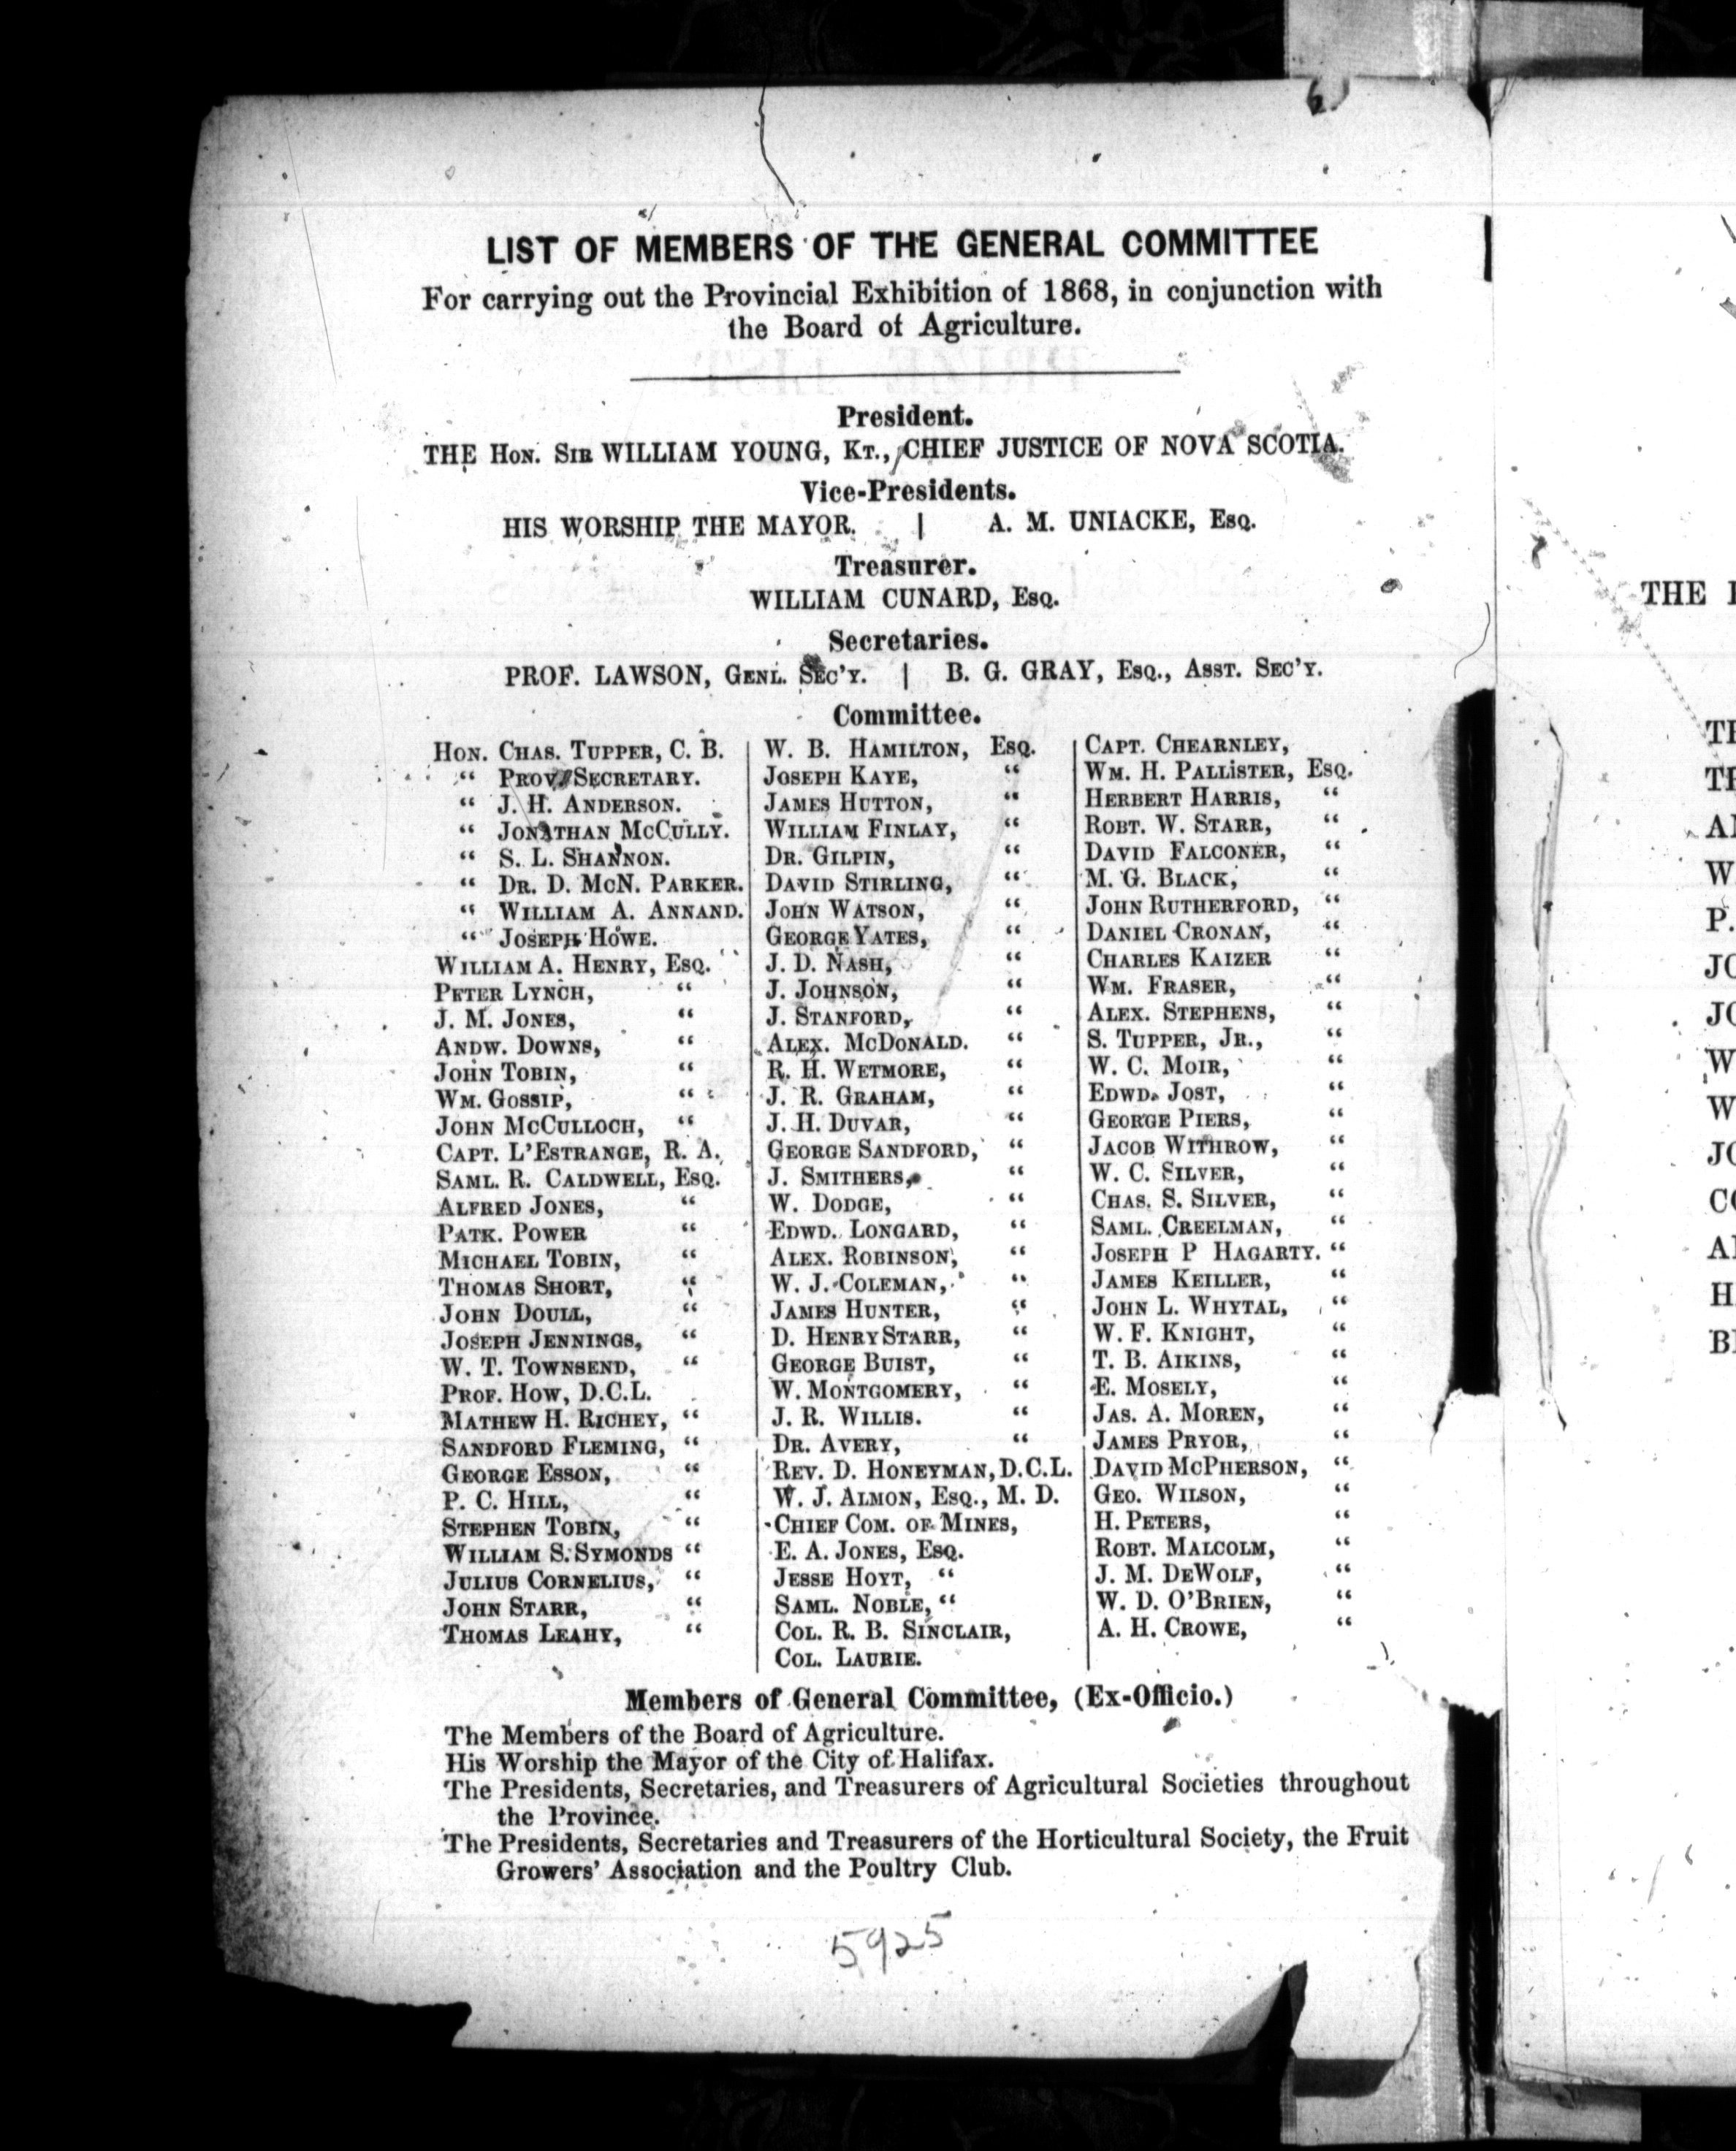 LIST OF MEMBERS OF THE GENERAL COMMITTEE
For carrying out the Provincial Exhibition of 1868, in conjunction with
the Board of Agriculture.
President.
THE HON. SIR WILLIAM YOUNG, KT., CHIEF JUSTICE OF NOVA SCOTIA.
Vice-Presidents.
HIS WORSHIP THE MAYOR. | A. M. UNIACKE, ESQ.
Treasurer.
WILLIAM CUNARD, ESQ.
Secretaries.
PROF. LAWSON, GENL. SEC'Y. | B. G. GRAY, ESQ., ASST. SEC'Y.
Committee.
HON. CHAS. TUPPER, C. B.
“ PROV. SECRETARY.
“ J. H. ANDERSON.
“ JONATHAN MCCULLY.
“ S. L. SHANNON.
“ DR. D. MCN. PARKER.
“ WILLIAM A. ANNAND.
“ JOSEPH HOWE.
WILLIAM A. HENRY, ESQ.
PETER LYNCH, “
J. M. JONES, “
ANDW. DOWNS, “
JOHN TOBIN, “
WM. GOSSIP, “
JOHN MCCULLOCH, “
CAPT. L'ESTRANGE, R. A.
SAML. R. CALDWELL, ESQ.
ALFRED JONES, “
PATK. POWER “
MICHAEL TOBIN, “
THOMAS SHORT, “
JOHN DOULL, “
JOSEPH JENNINGS, “
W. T. TOWNSEND, “
PROF. HOW, D.C.L.
MATHEW H. RICHEY, “
SANDFORD FLEMING, “
GEORGE ESSON, “
P. C. HILL, “
STEPHEN TOBIN, “
WILLIAM S. SYMONDS “
JULIUS CORNELIUS, “
JOHN STARR, “
THOMAS LEAHY, “
W. B. HAMILTON, ESQ.
JOSEPH KAYE, “
JAMES HUTTON, “
WILLIAM FINLAY, “
DR. GILPIN, “
DAVID STIRLING, “
JOHN WATSON, “
GEORGE YATES, “
J. D. NASH, “
J. JOHNSON, “
J. STANFORD, “
ALEX. MCDONALD. “
R. H. WETMORE, “
J. R. GRAHAM, “
J. H. DUVAR, “
GEORGE SANDFORD, “
J. SMITHERS, “
W. DODGE, “
EDWD. LONGARD, “
ALEX. ROBINSON, “
W. J. COLEMAN, “
JAMES HUNTER, “
D. HENRY STARR, “
GEORGE BUIST, “
W. MONTGOMERY, “
J. R. WILLIS. “
DR. AVERY, “
REV. D. HONEYMAN, D.C.L.
W. J. ALMON, ESQ., M. D.
CHIEF COM. OF MINES,
E. A. JONES, ESQ.
JESSE HOYT, “
SAML. NOBLE, “
COL. R. B. SINCLAIR,
COL. LAURIE.
CAPT. CHEARNLEY,
WM. H. PALLISTER, ESQ.
HERBERT HARRIS, “
ROBT. W. STARR, “
DAVID FALCONER, “
M. G. BLACK, “
JOHN RUTHERFORD, “
DANIEL CRONAN, “
CHARLES KAIZER “
WM. FRASER, “
ALEX. STEPHENS, “
S. TUPPER, JR., “
W. C. MOIR, “
EDWD. JOST, “
GEORGE PIERS, “
JACOB WITHROW, “
W. C. SILVER, “
CHAS. S. SILVER, “
SAML. CREELMAN, “
JOSEPH P HAGARTY. “
JAMES KEILLER, “
JOHN L. WHYTAL, “
W. F. KNIGHT, “
T. B. AIKINS, “
E. MOSELY, “
JAS. A. MOREN, “
JAMES PRYOR, “
DAVID MCPHERSON, “
GEO. WILSON, “
H. PETERS, “
ROBT. MALCOLM, “
J. M. DEWOLF, “
W. D. O'BRIEN, “
A. H. CROWE, “
Members of General Committee, (Ex-Officio.)
The Members of the Board of Agriculture.
His Worship the Mayor of the City of Halifax.
The Presidents, Secretaries, and Treasurers of Agricultural Societies throughout
the Province.
The Presidents, Secretaries and Treasurers of the Horticultural Society, the Fruit
Growers' Association and the Poultry Club.
5925
THE